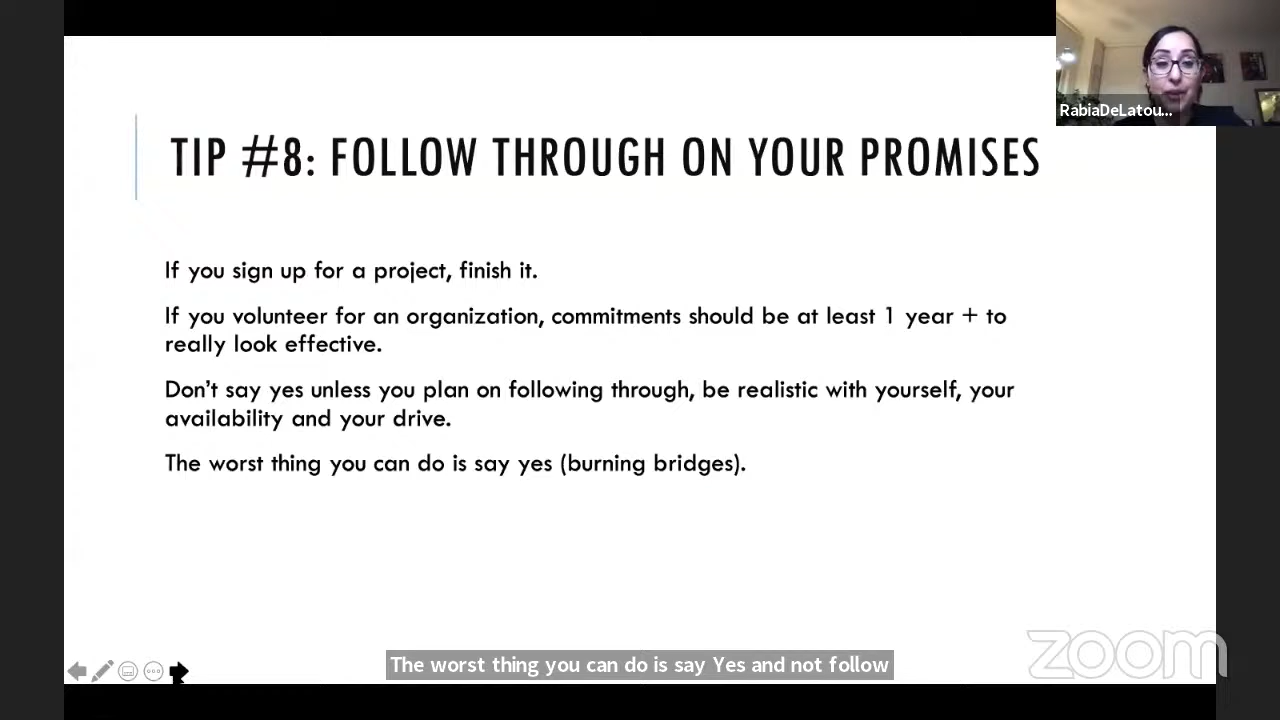 RabiaDeLatou...
TIP #8: FOLLOW THROUGH ON YOUR PROMISES
If you sign up for a project, finish it.
If you volunteer for an organization, commitments should be at least 1 year + to
really look effective.
Don't say yes unless you plan on following through, be realistic with yourself, your
availability and your drive.
The worst thing you can do is say yes (burning bridges).
The worst thing you can do is say Yes and not follow
zoom